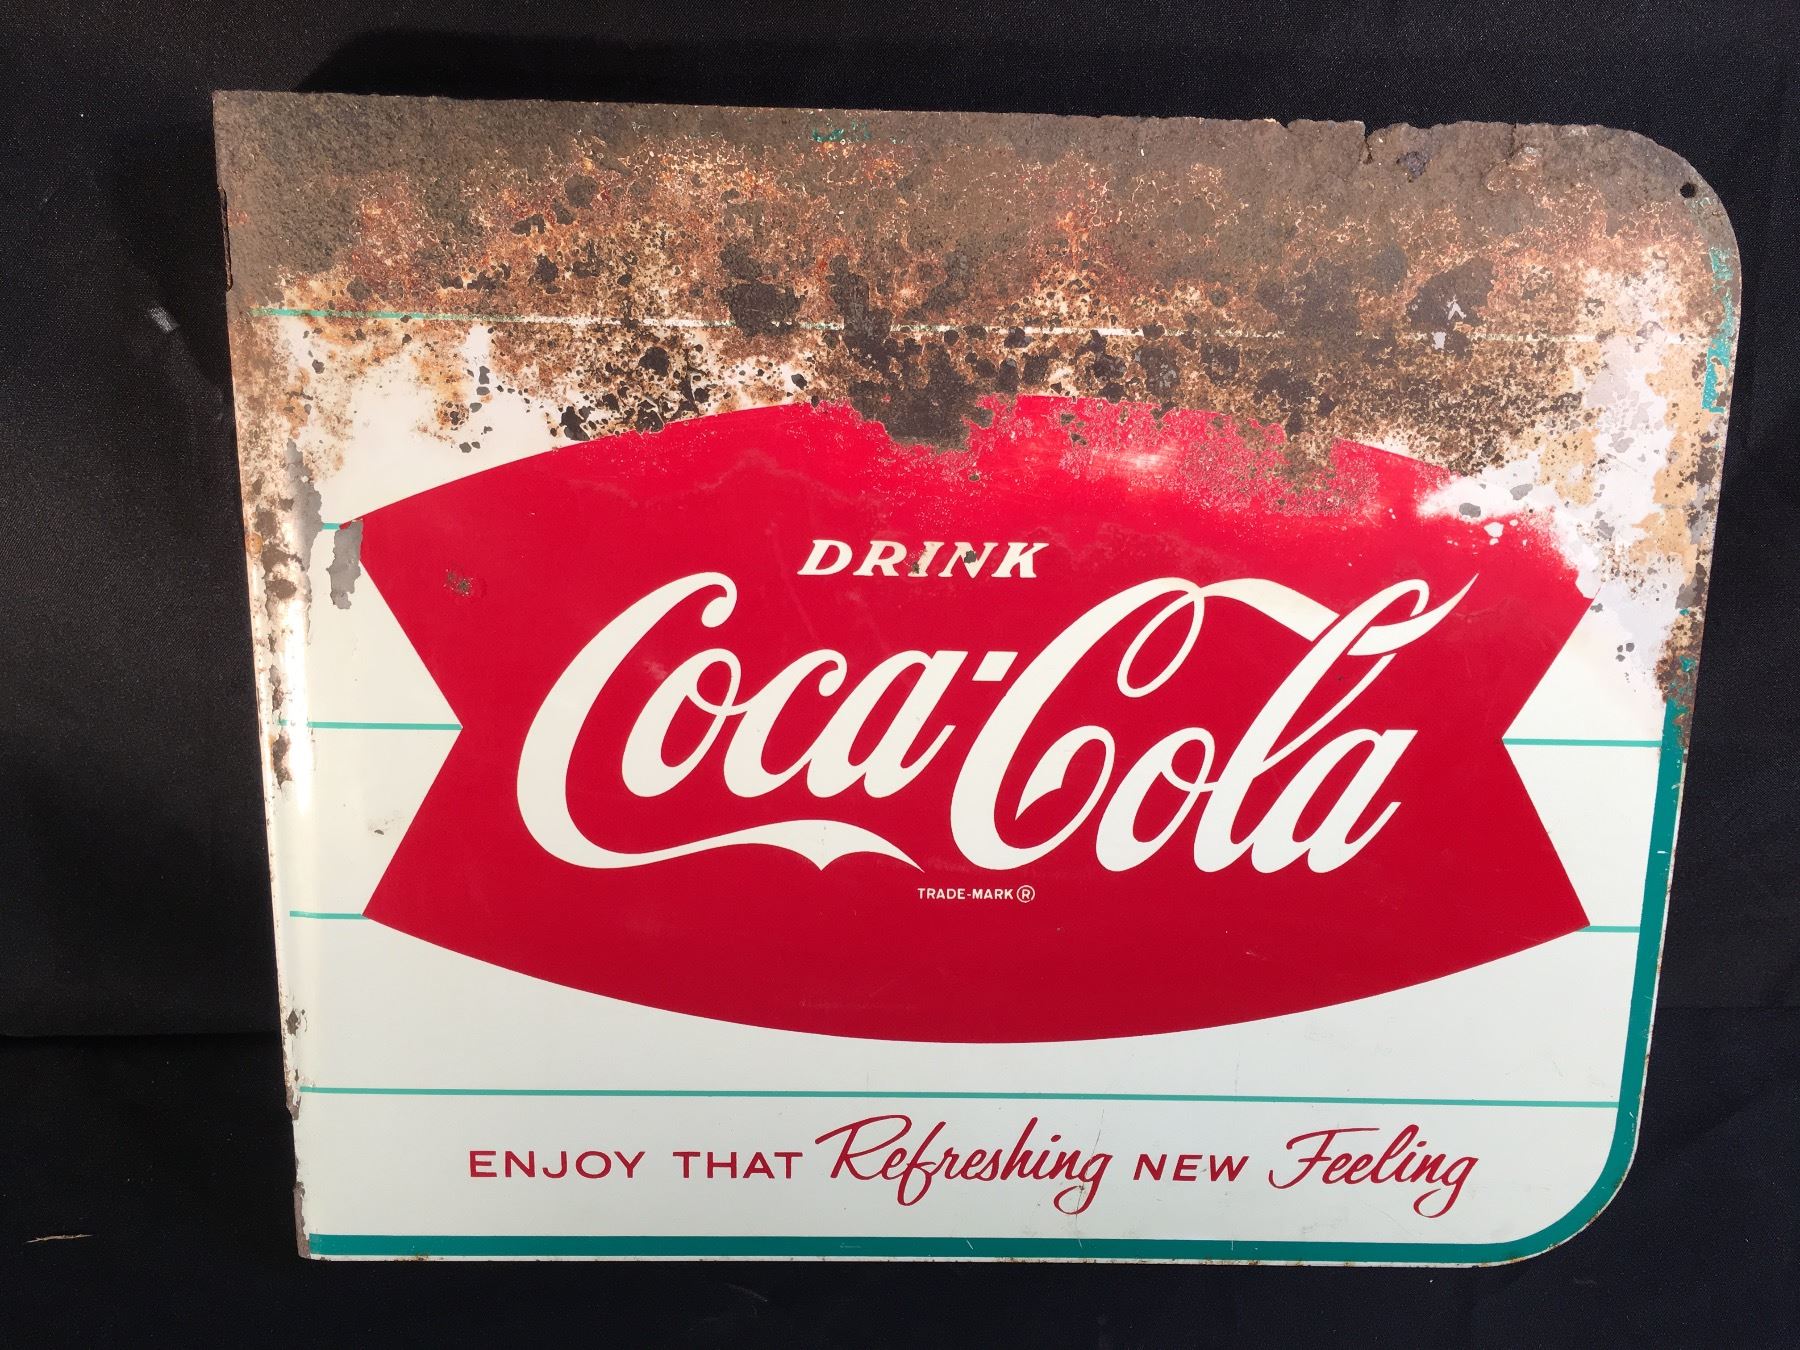 DRINK
Coca-Cola
TRADE-MARK ®
ENJOY THAT Refreshing NEW Feeling